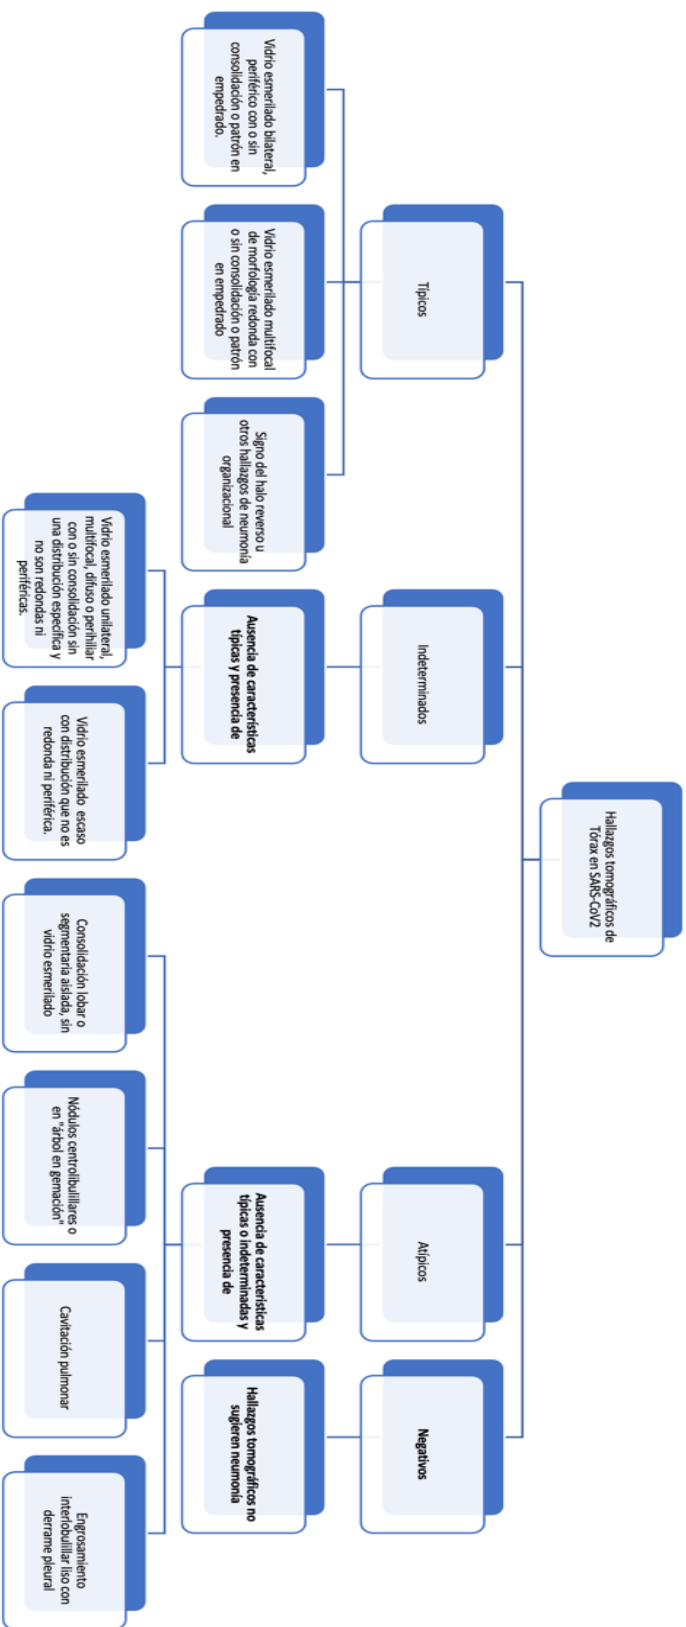 Hallazgos tomográficos de
Tórax en SARS-CoV2
Típicos
Vidrio esmerilado bilateral,
periférico con o sin
consolidación o patrón en
empedrado.
Vidrio esmerilado multifocal
de morfología redonda con
o sin consolidación o patrón
en empedrado
Signo del halo reverso u
otros hallazgos de neumonía
organizacional
Indeterminados
Ausencia de características
típicas y presencia de
Vidrio esmerilado unilateral,
multifocal, difuso o perihiliar
con o sin consolidación sin
una distribución específica y
no son redondas ni
periféricas.
Vidrio esmerilado escaso
con distribución que no es
redonda ni periférica.
Atípicos
Ausencia de características
típicas o indeterminadas y
presencia de
Consolidación lobar o
segmentaria aislada, sin
vidrio esmerilado
Nódulos centrolibulillares o
en "árbol en gemación"
Cavitación pulmonar
Engrosamiento
interlobulillar liso con
derrame pleural
Negativos
Hallazgos tomográficos no
sugieren neumonía